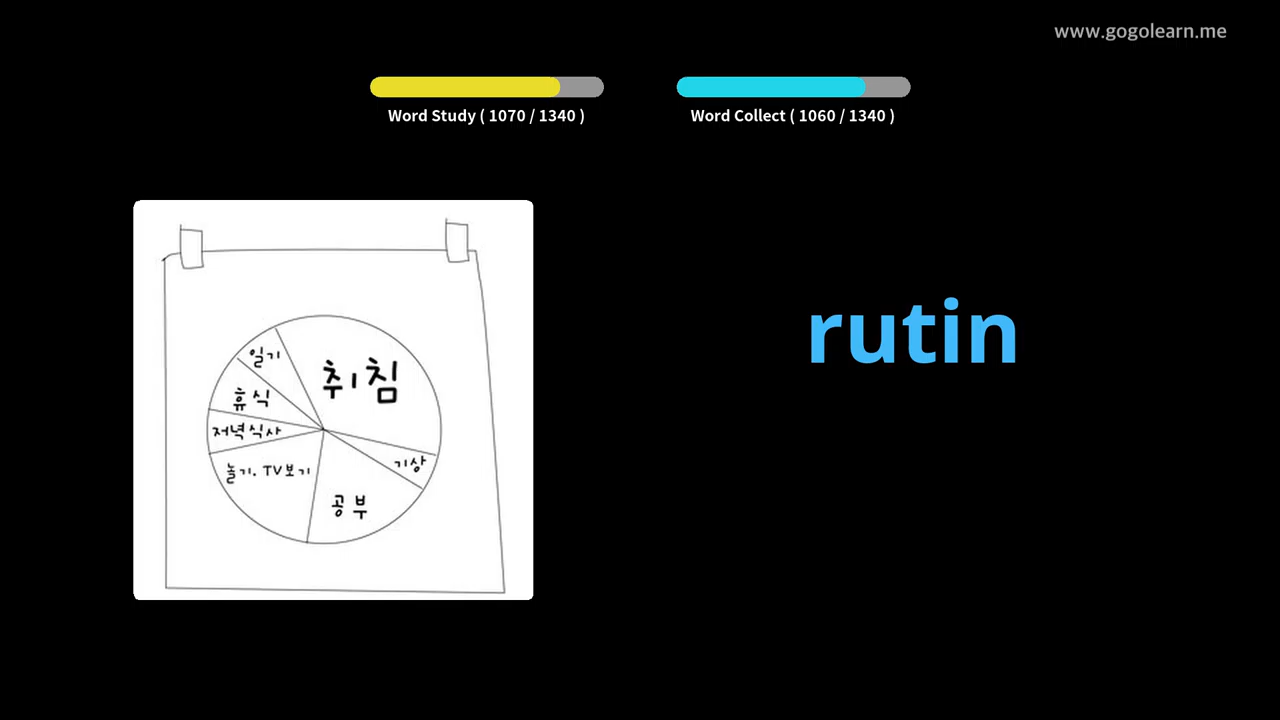 www.gogolearn.me
Word Study ( 1070 / 1340 )
Word Collect ( 1060 / 1340 )
일기
취침
휴식
저녁식사
기상
놀기. TV보기
공부
rutin